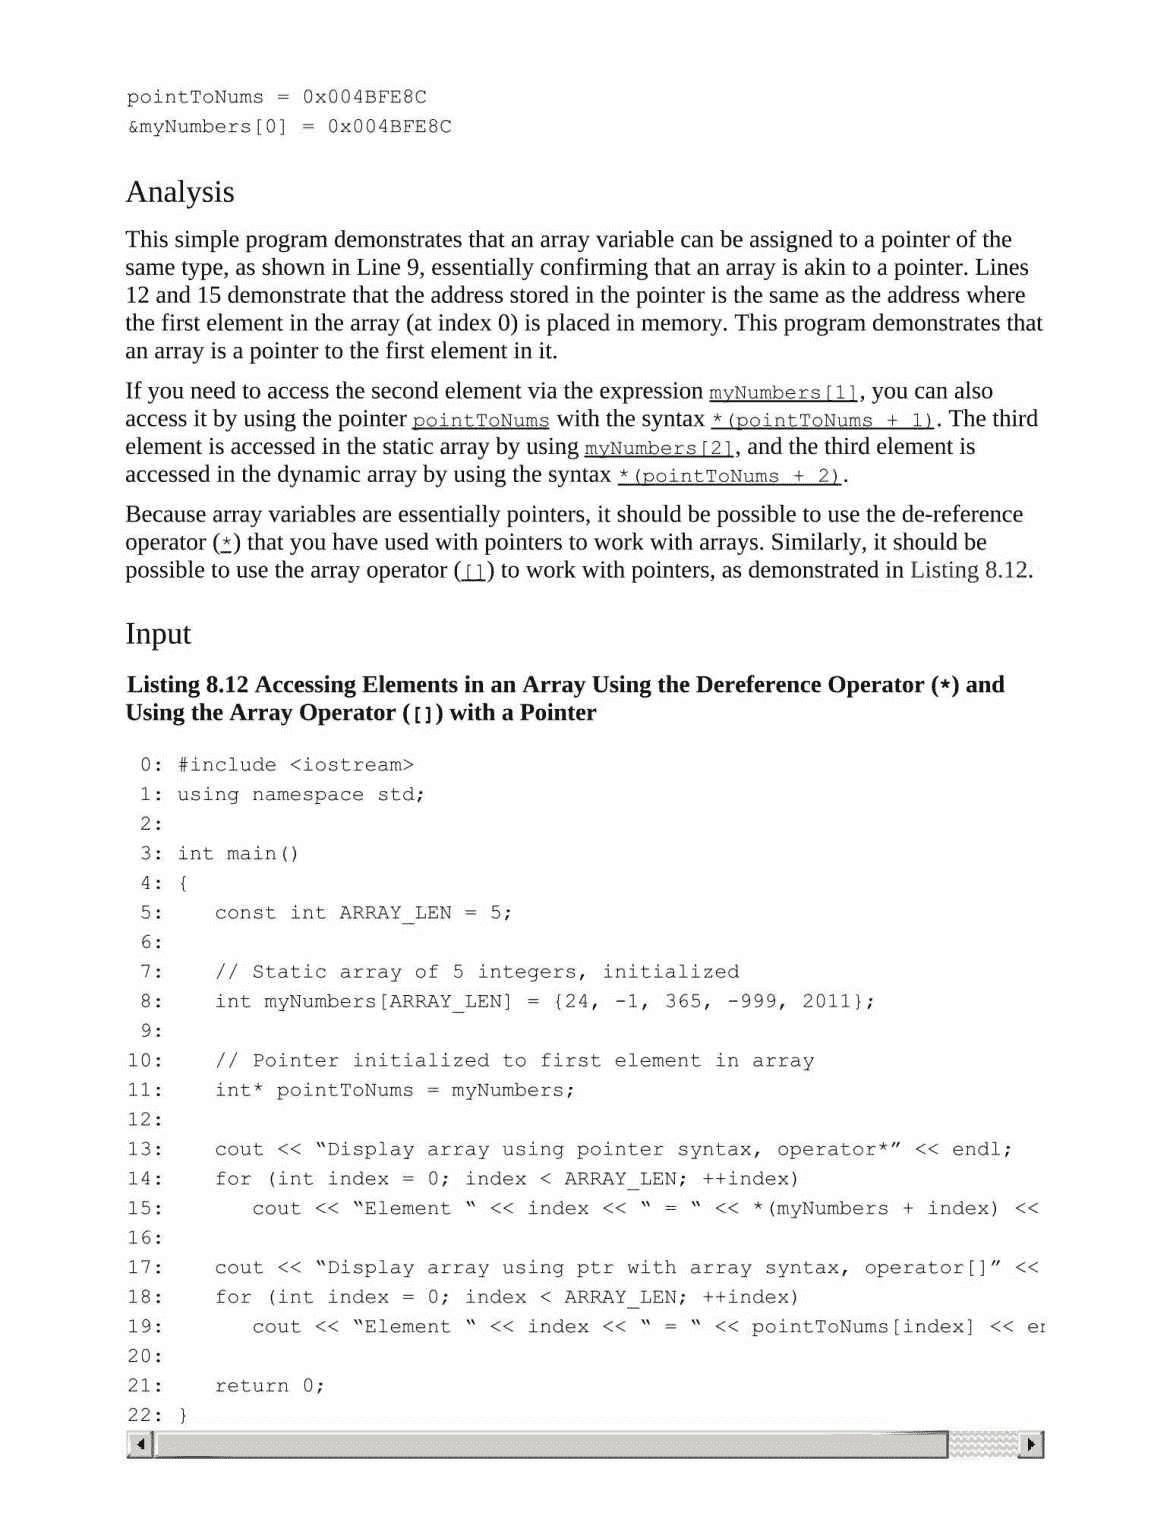 pointToNums = 0x004BFE8C
&myNumbers[0] = 0x004BFE8C
Analysis
This simple program demonstrates that an array variable can be assigned to a pointer of the
same type, as shown in Line 9, essentially confirming that an array is akin to a pointer. Lines
12 and 15 demonstrate that the address stored in the pointer is the same as the address where
the first element in the array (at index 0) is placed in memory. This program demonstrates that
an array is a pointer to the first element in it.
If you need to access the second element via the expression myNumbers[1], you can also
access it by using the pointer pointToNums with the syntax *(pointToNums + 1). The third
element is accessed in the static array by using myNumbers[2], and the third element is
accessed in the dynamic array by using the syntax *(pointToNums + 2).
Because array variables are essentially pointers, it should be possible to use the de-reference
operator (*) that you have used with pointers to work with arrays. Similarly, it should be
possible to use the array operator ([]) to work with pointers, as demonstrated in Listing 8.12.
Input
Listing 8.12 Accessing Elements in an Array Using the Dereference Operator (*) and
Using the Array Operator ([]) with a Pointer
0: #include <iostream>
1: using namespace std;
2:
3: int main()
4: {
5:    const int ARRAY_LEN = 5;
6:
7:    // Static array of 5 integers, initialized
8:    int myNumbers[ARRAY_LEN] = {24, -1, 365, -999, 2011};
9:
10:    // Pointer initialized to first element in array
11:    int* pointToNums = myNumbers;
12:
13:    cout << “Display array using pointer syntax, operator*” << endl;
14:    for (int index = 0; index < ARRAY_LEN; ++index)
15:       cout << “Element “ << index << “ = “ << *(myNumbers + index) <<
16:
17:    cout << “Display array using ptr with array syntax, operator[]” <<
18:    for (int index = 0; index < ARRAY_LEN; ++index)
19:       cout << “Element “ << index << “ = “ << pointToNums[index] << en
20:
21:    return 0;
22: }